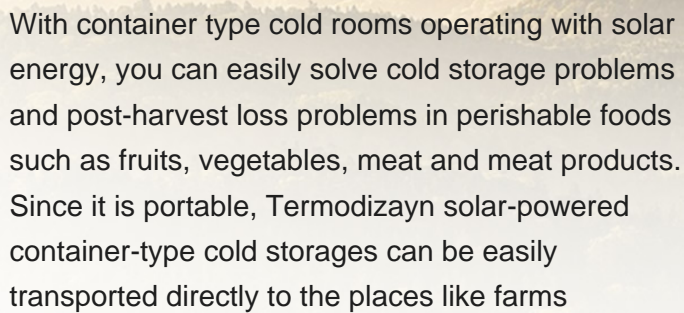 With container type cold rooms operating with solar
energy, you can easily solve cold storage problems
and post-harvest loss problems in perishable foods
such as fruits, vegetables, meat and meat products.
Since it is portable, Termodizayn solar-powered
container-type cold storages can be easily
transported directly to the places like farms